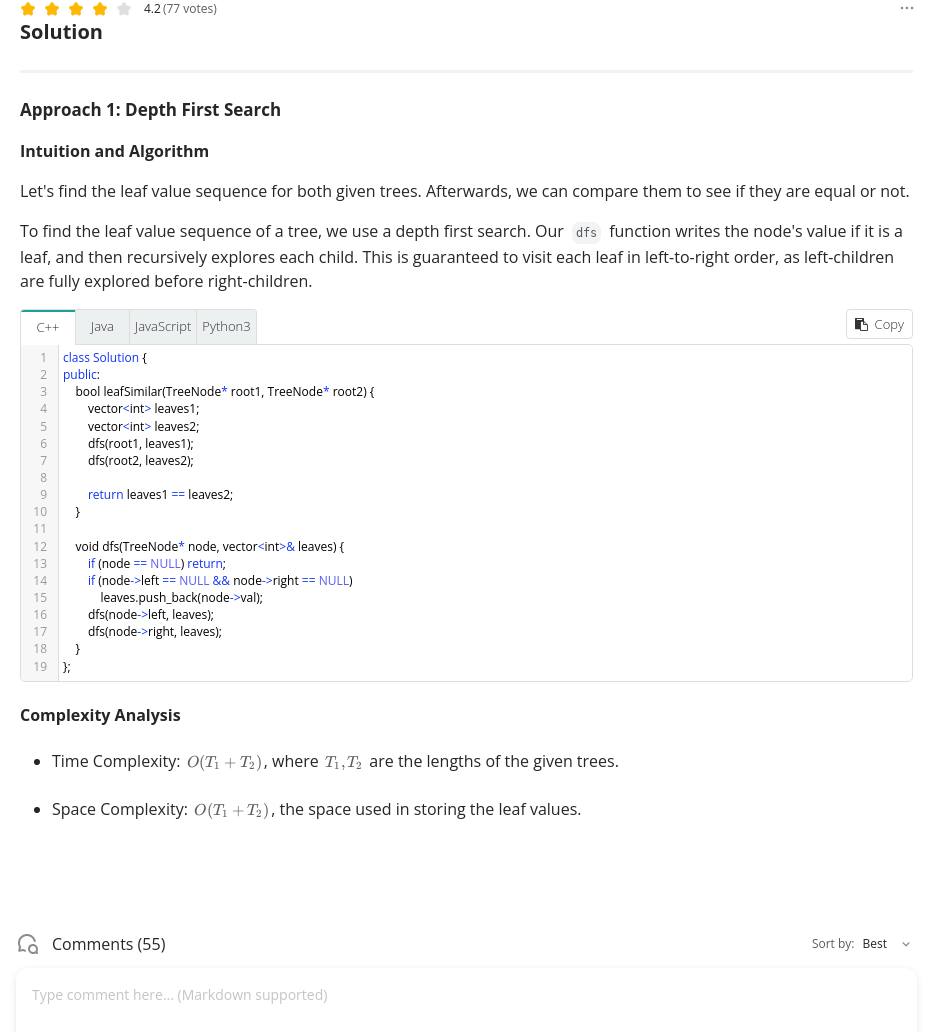 4.2 (77 votes)
Solution
Approach 1: Depth First Search
Intuition and Algorithm
Let's find the leaf value sequence for both given trees. Afterwards, we can compare them to see if they are equal or not.
To find the leaf value sequence of a tree, we use a depth first search. Our dfs function writes the node's value if it is a
leaf, and then recursively explores each child. This is guaranteed to visit each leaf in left-to-right order, as left-children
are fully explored before right-children.
C++ Java JavaScript Python3 Copy
1 class Solution {
2 public:
3     bool leafSimilar(TreeNode* root1, TreeNode* root2) {
4         vector<int> leaves1;
5         vector<int> leaves2;
6         dfs(root1, leaves1);
7         dfs(root2, leaves2);
8
9         return leaves1 == leaves2;
10     }
11
12     void dfs(TreeNode* node, vector<int>& leaves) {
13         if (node == NULL) return;
14         if (node->left == NULL && node->right == NULL)
15             leaves.push_back(node->val);
16         dfs(node->left, leaves);
17         dfs(node->right, leaves);
18     }
19 };
Complexity Analysis
• Time Complexity: O(T₁ + T₂), where T₁, T₂ are the lengths of the given trees.
• Space Complexity: O(T₁ + T₂), the space used in storing the leaf values.
Comments (55) Sort by: Best
Type comment here... (Markdown supported)